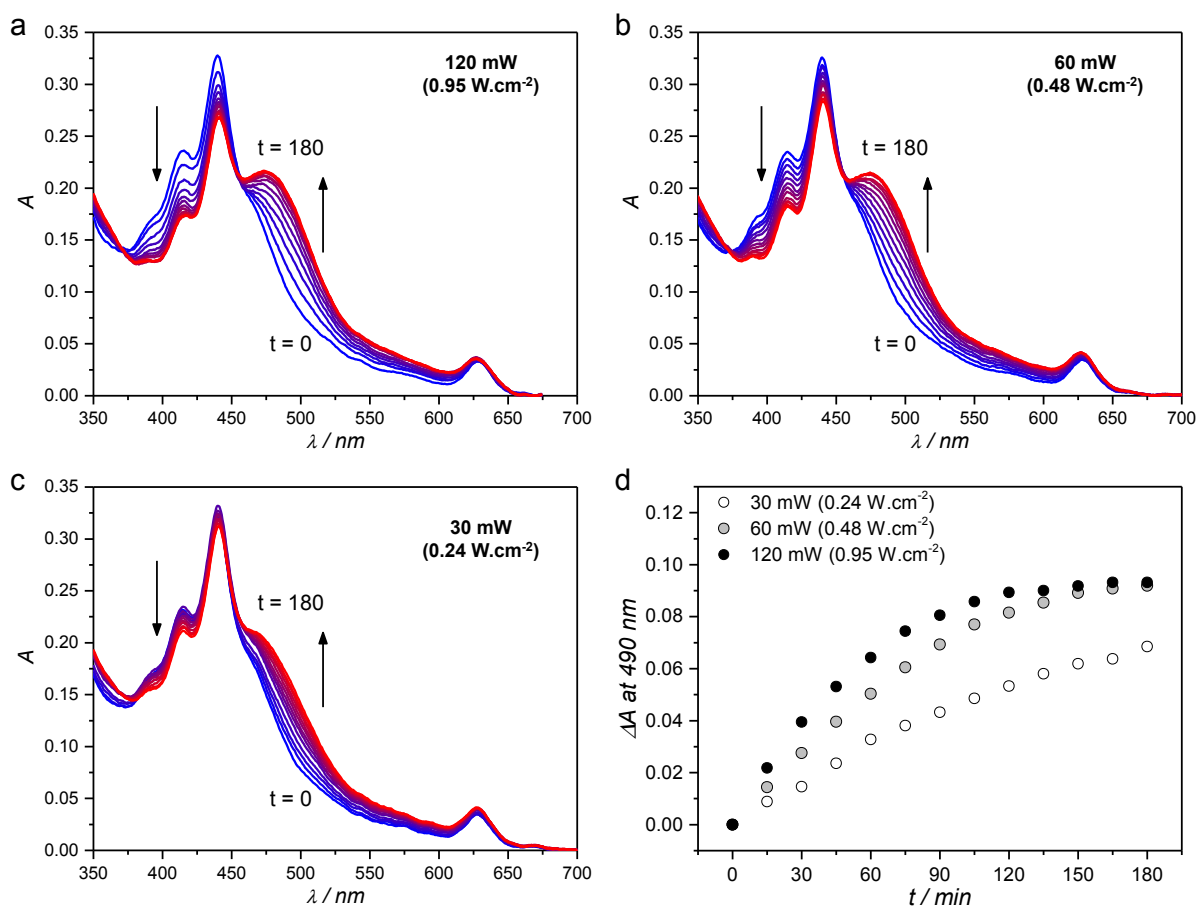 a
120 mW
(0.95 W.cm⁻²)
t = 180
t = 0
A
0.35
0.30
0.25
0.20
0.15
0.10
0.05
0.00
350 400 450 500 550 600 650 700
λ / nm
b
60 mW
(0.48 W.cm⁻²)
t = 180
t = 0
A
0.35
0.30
0.25
0.20
0.15
0.10
0.05
0.00
350 400 450 500 550 600 650 700
λ / nm
c
30 mW
(0.24 W.cm⁻²)
t = 180
t = 0
A
0.35
0.30
0.25
0.20
0.15
0.10
0.05
0.00
350 400 450 500 550 600 650 700
λ / nm
d
30 mW (0.24 W.cm⁻²)
60 mW (0.48 W.cm⁻²)
120 mW (0.95 W.cm⁻²)
ΔA at 490 nm
0.12
0.10
0.08
0.06
0.04
0.02
0.00
0 30 60 90 120 150 180
t / min